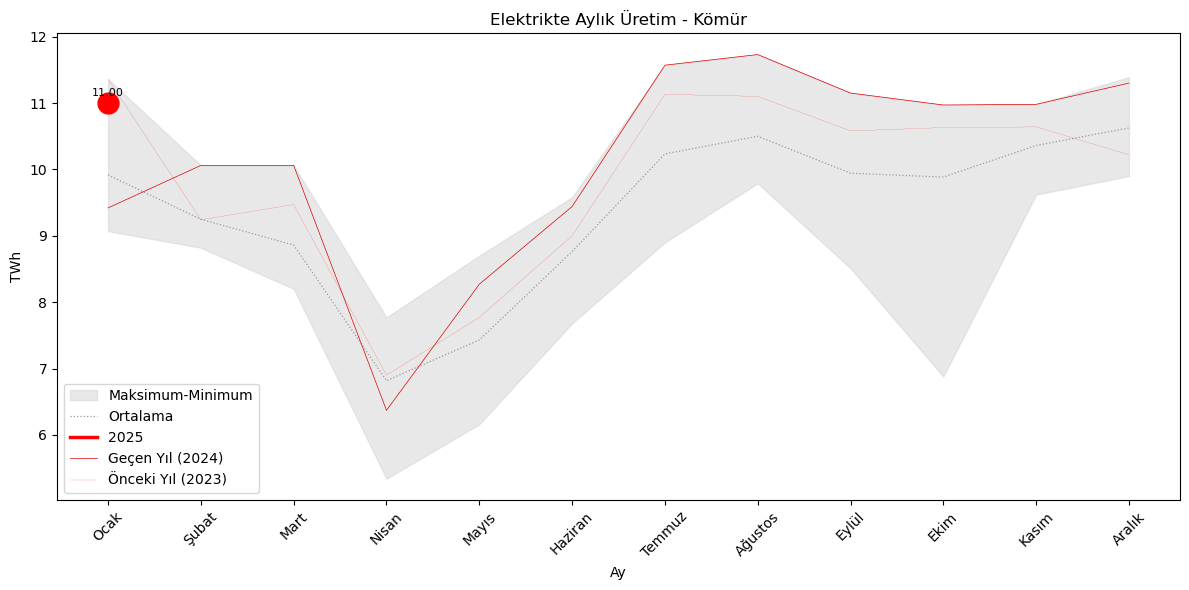 Elektrikte Aylık Üretim - Kömür
12
11
10
9
8
7
6
TWh
11.00
Maksimum-Minimum
Ortalama
2025
Geçen Yıl (2024)
Önceki Yıl (2023)
Ocak
Şubat
Mart
Nisan
Mayıs
Haziran
Temmuz
Ağustos
Eylül
Ekim
Kasım
Aralık
Ay